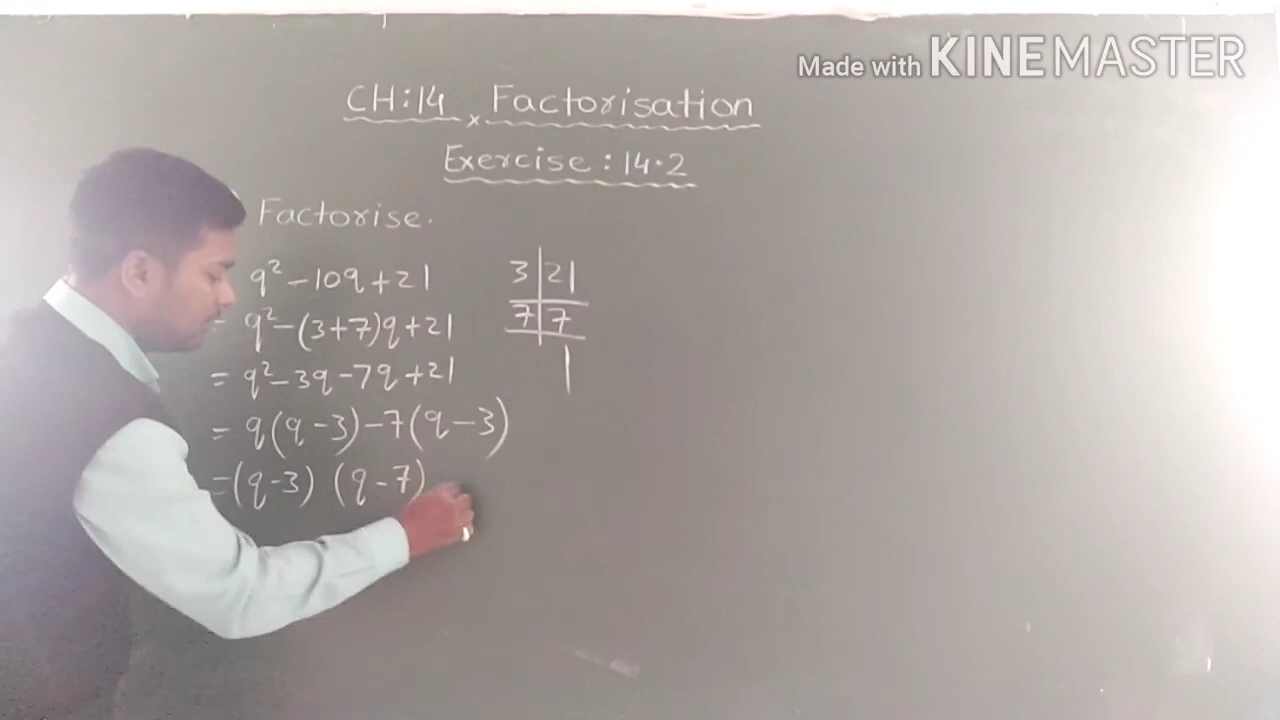 Made with KINEMASTER
CH:14 Factorisation
Exercise: 14.2
Factorise.
q² - 10q + 21
= q² - (3+7)q + 21
= q² - 3q - 7q + 21
= q(q - 3) - 7(q - 3)
= (q - 3) (q - 7)
3 | 21
7 | 7
1